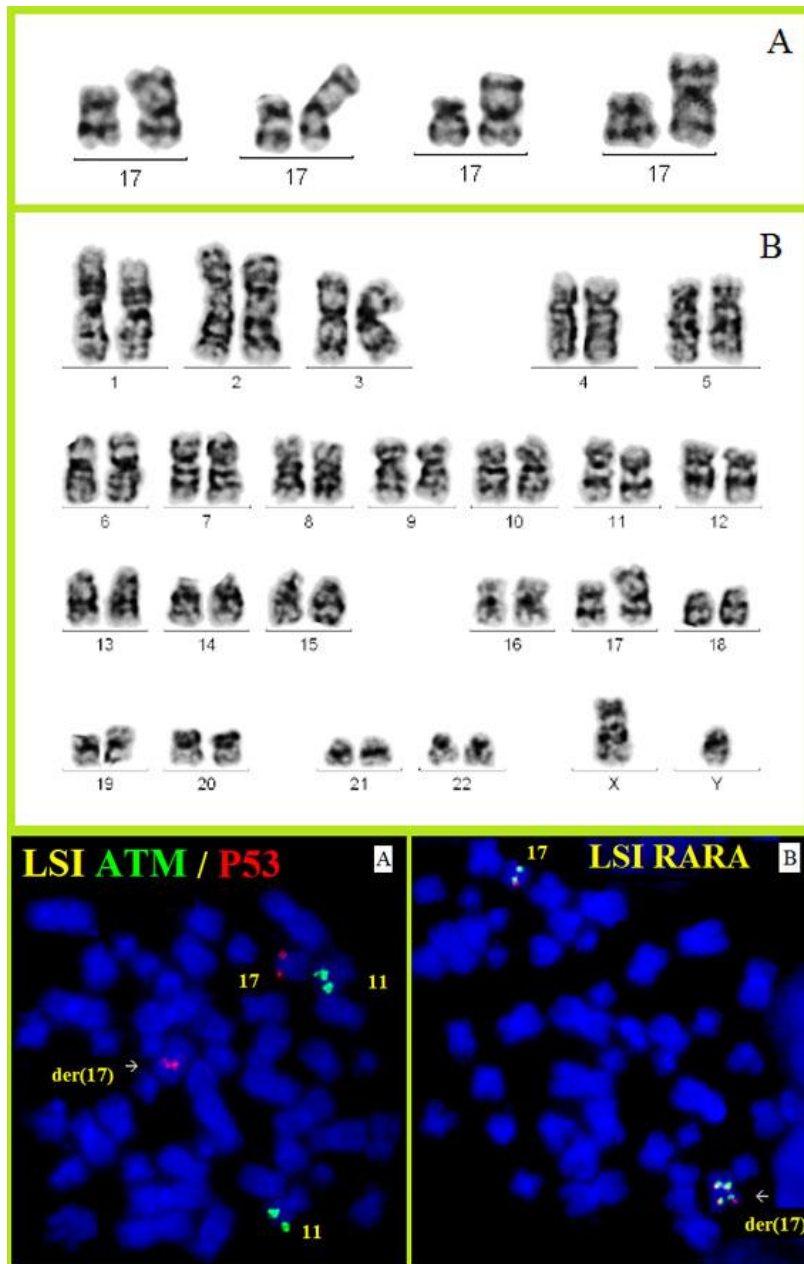 A
17 17 17 17
B
1 2 3 4 5
6 7 8 9 10 11 12
13 14 15 16 17 18
19 20 21 22 X Y
LSI ATM / P53 A
17 11
der(17)
11
17 LSI RARA B
der(17)